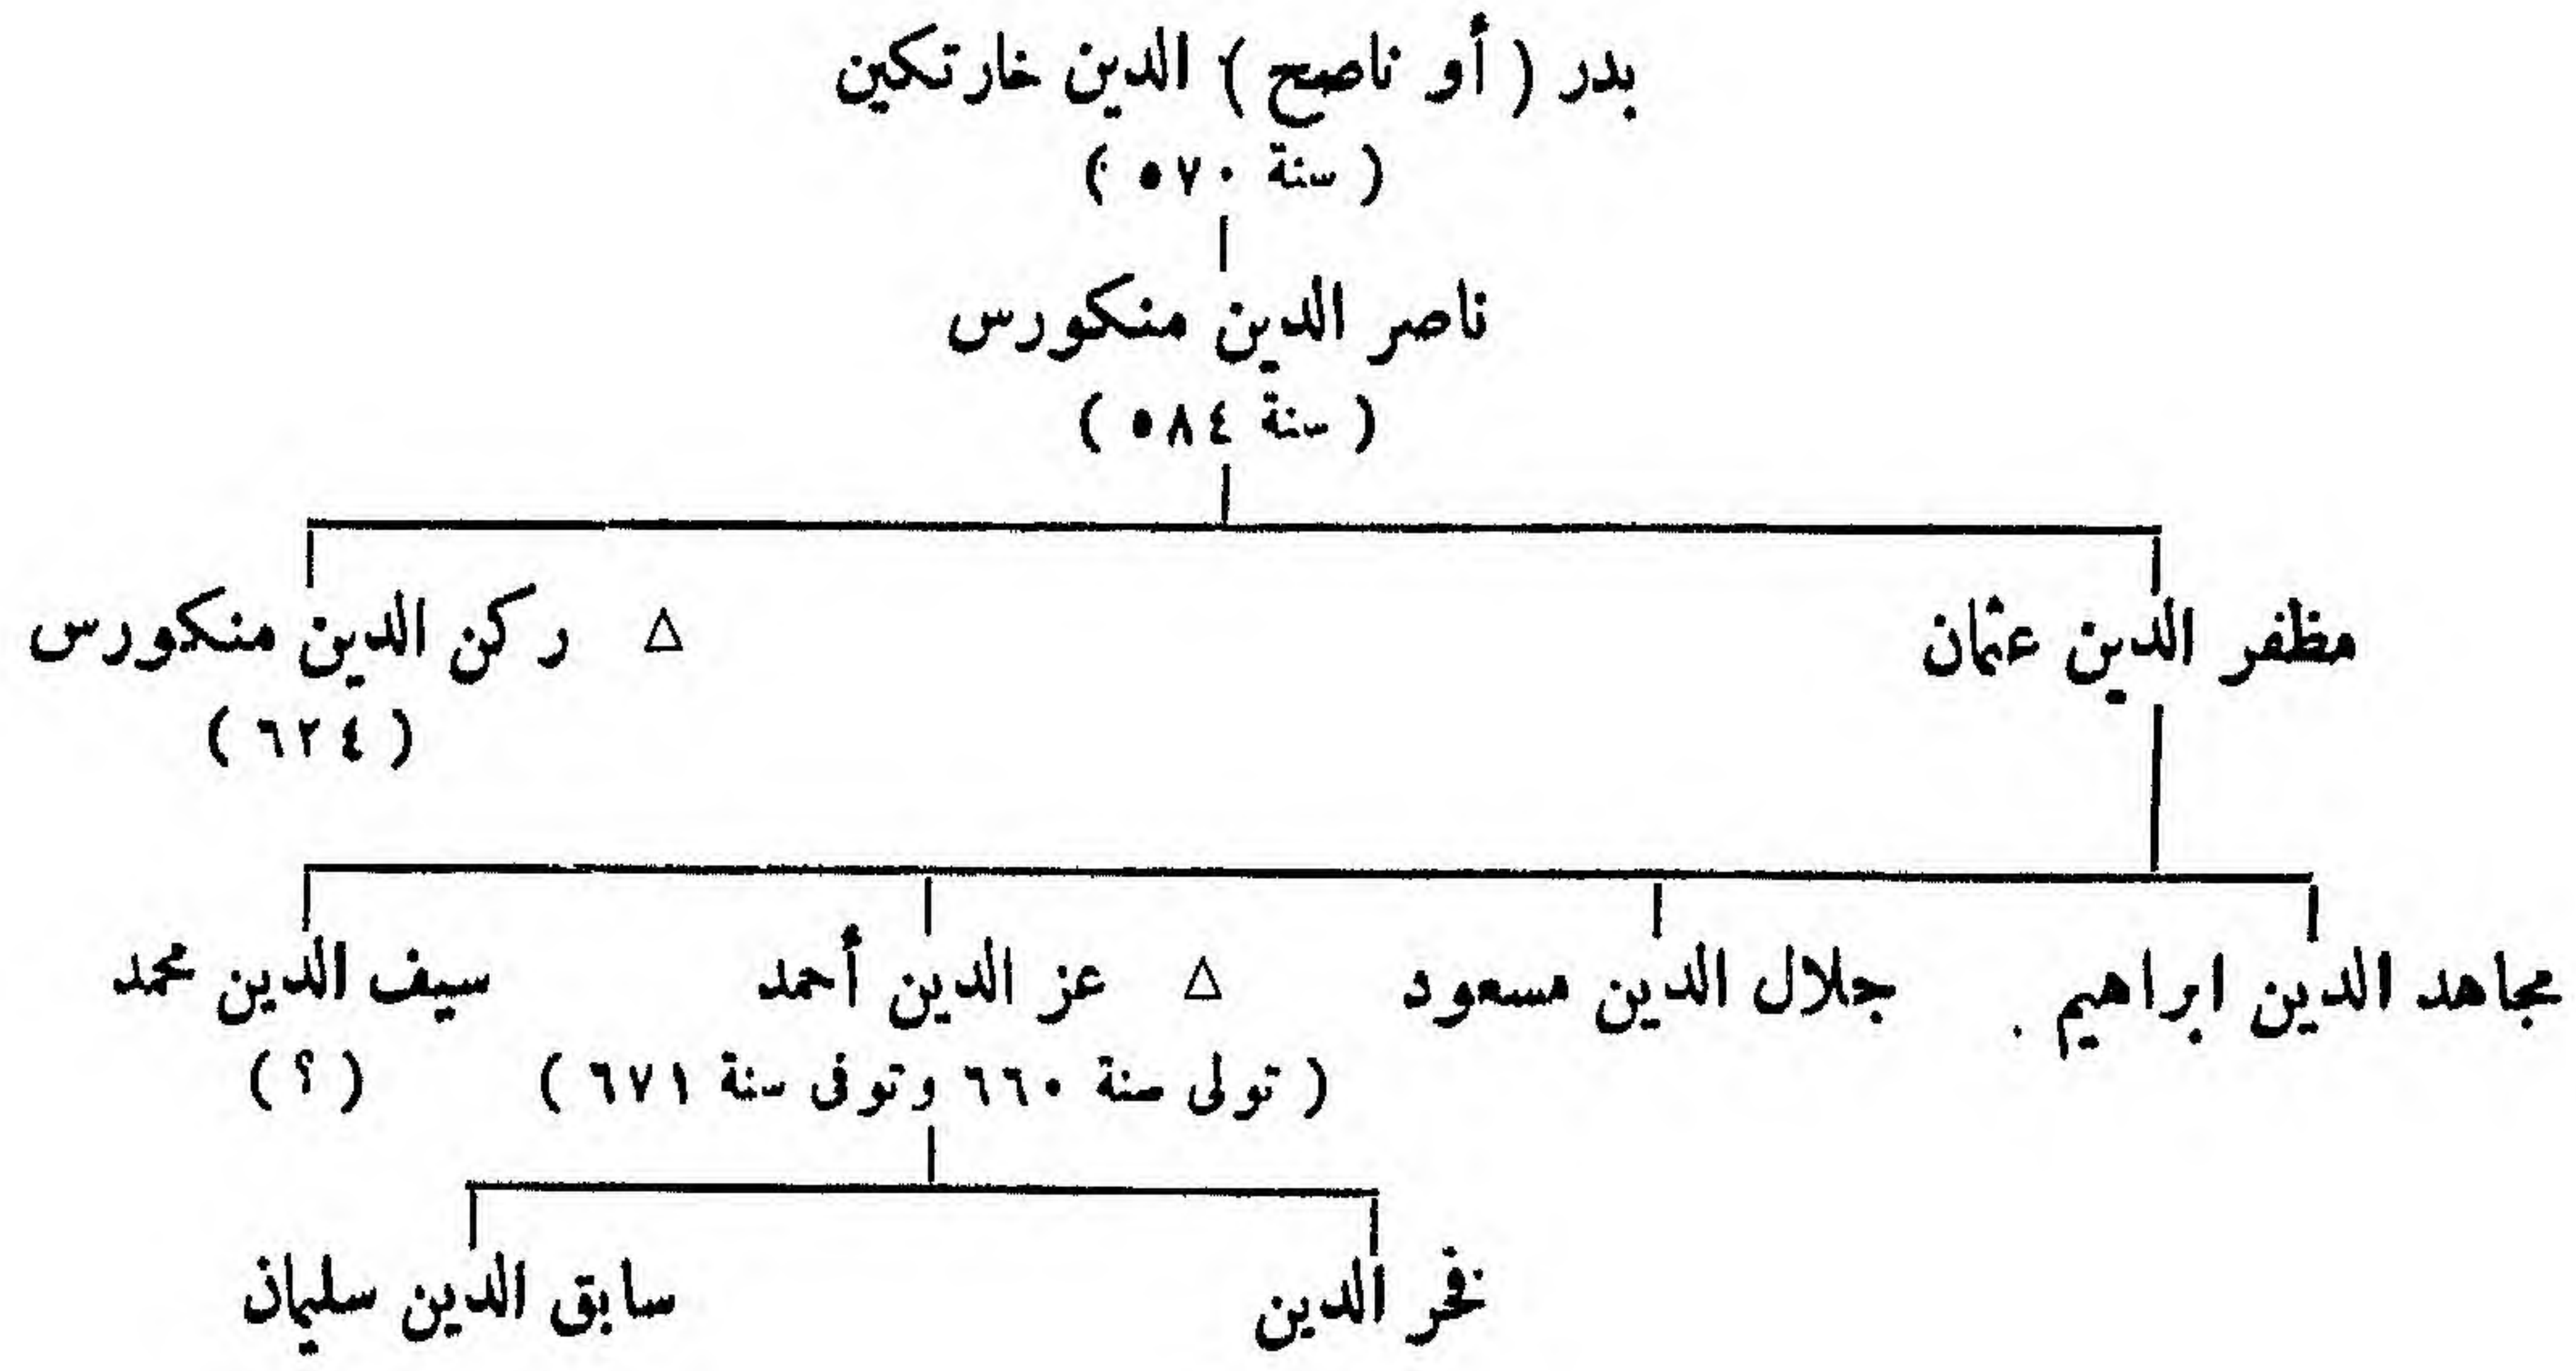 بدر ( أو ناصح ) الدين خارتكين
( سنة ٥٧٠ )
ناصر الدين منكورس
( سنة ٥٨٤ )
مظفر الدين عثمان
△ ركن الدين منكورس
( ٦٢٤ )
مجاهد الدين ابراهيم .
جلال الدين مسعود
△ عز الدين أحمد
سيف الدين محمد
( تولى سنة ٦٦٠ وتوفى سنة ٦٧١ )
( ؟ )
فخر الدين
سابق الدين سليمان